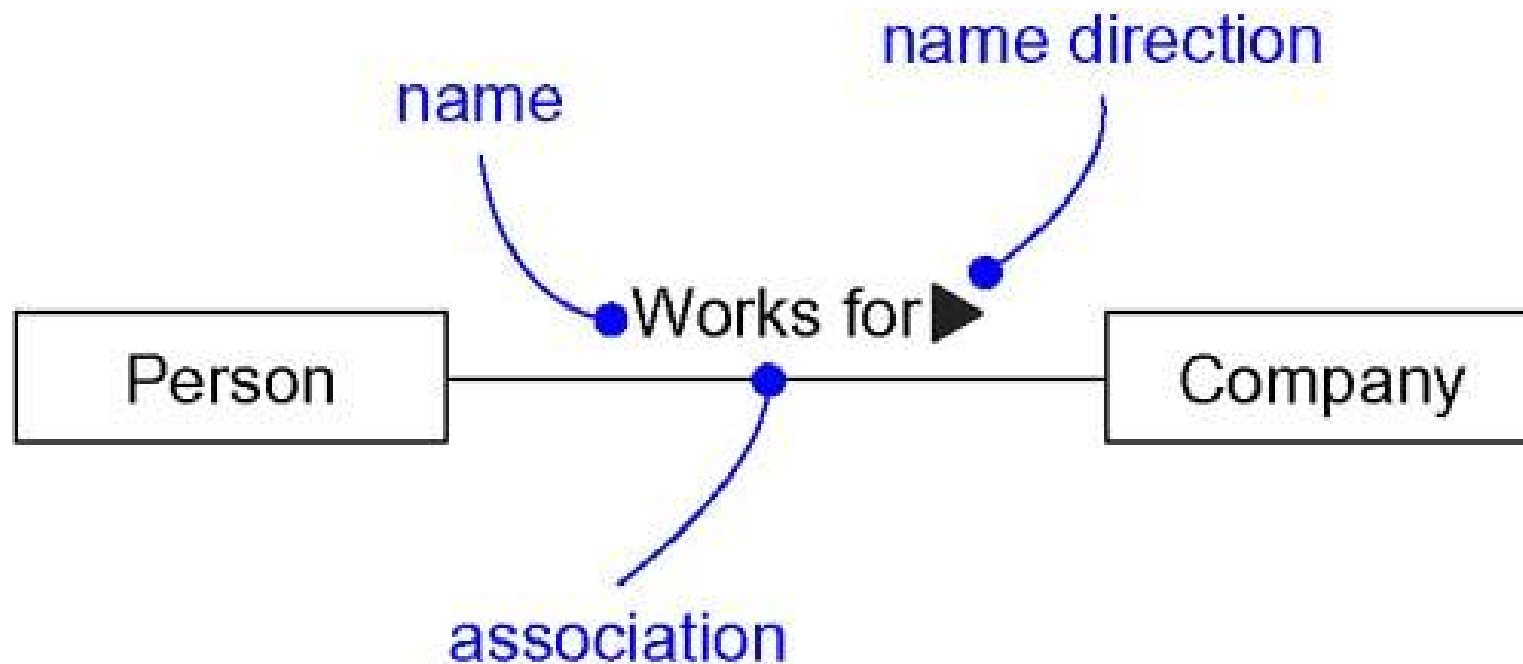 name direction
name
Works for
Person
Company
association